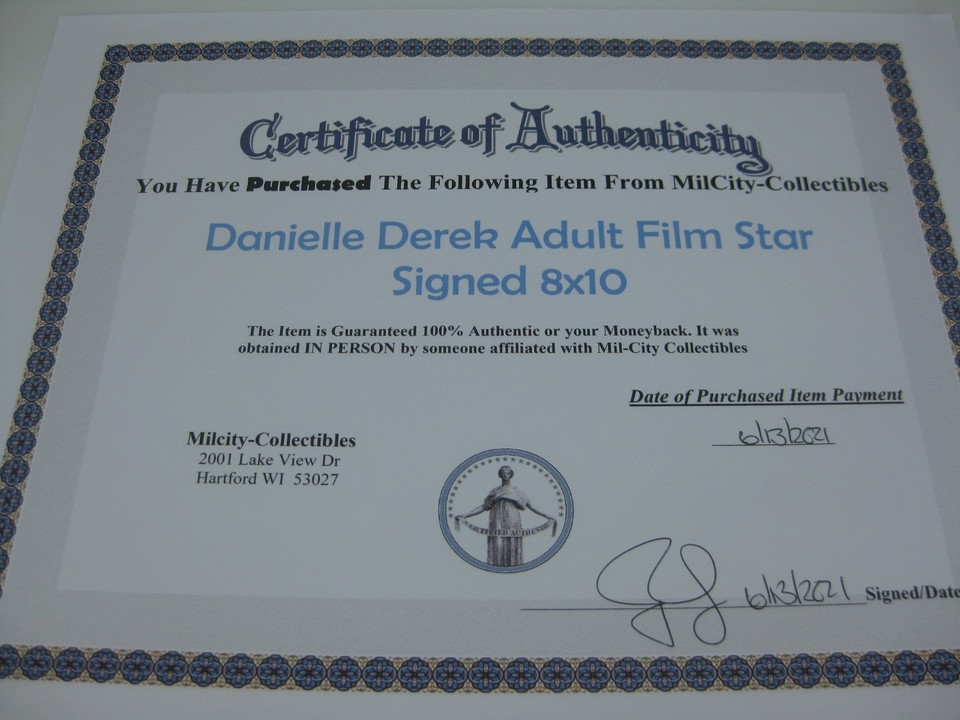 Certificate of Authenticity
You Have Purchased The Following Item From MilCity-Collectibles
Danielle Derek Adult Film Star
Signed 8x10
The Item is Guaranteed 100% Authentic or your Moneyback. It was
obtained IN PERSON by someone affiliated with Mil-City Collectibles
Date of Purchased Item Payment
6/13/2021
Milcity-Collectibles
2001 Lake View Dr
Hartford WI 53027
CERTIFIED AUTHENTIC
6/13/2021 Signed/Date